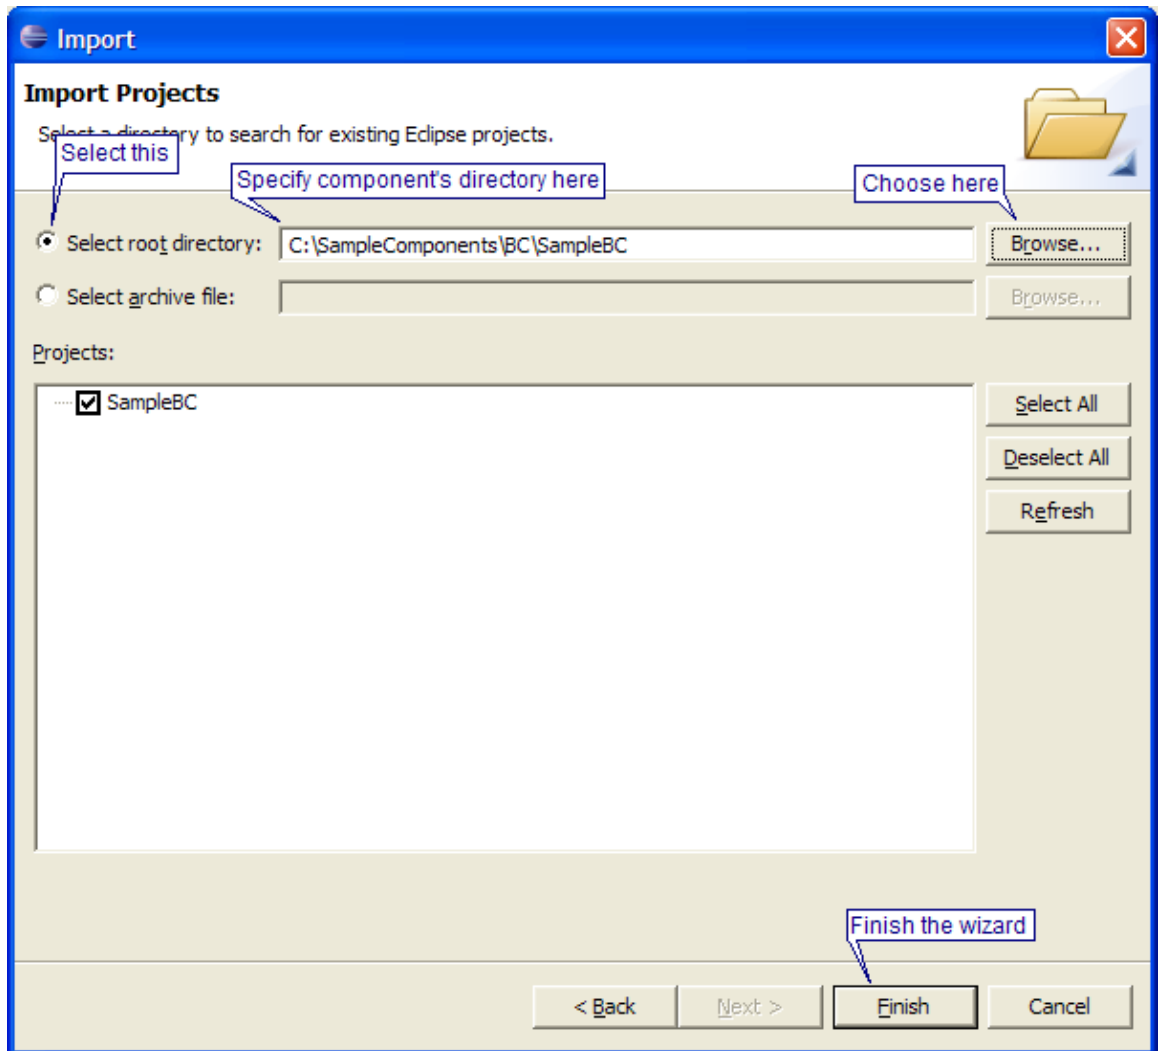 Import
Import Projects
Select a directory to search for existing Eclipse projects.
Select this
Specify component's directory here
Choose here
Select root directory: C:\SampleComponents\BC\SampleBC Browse...
Select archive file: Browse...
Projects:
SampleBC
Select All
Deselect All
Refresh
Finish the wizard
< Back Next > Finish Cancel